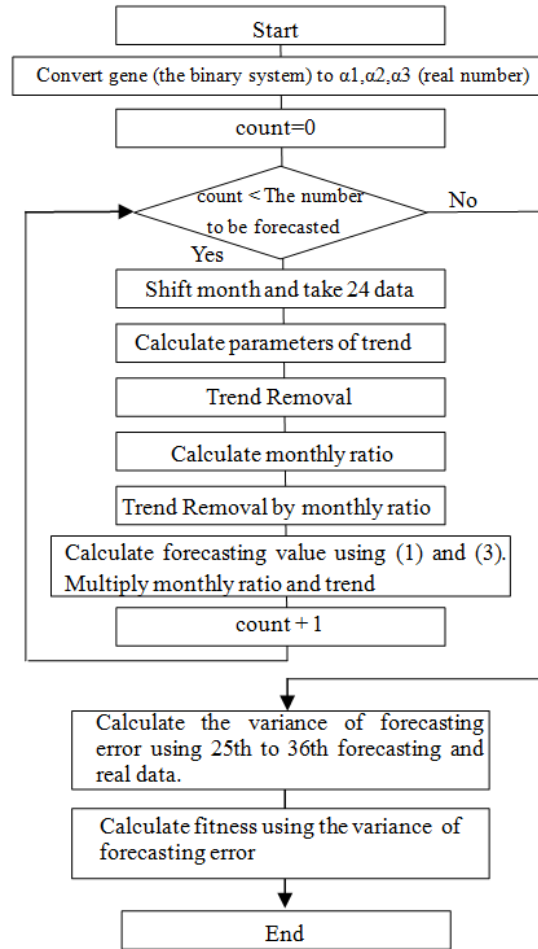 Start
Convert gene (the binary system) to α1,α2,α3 (real number)
count=0
count < The number
to be forecasted
No
Yes
Shift month and take 24 data
Calculate parameters of trend
Trend Removal
Calculate monthly ratio
Trend Removal by monthly ratio
Calculate forecasting value using (1) and (3).
Multiply monthly ratio and trend
count + 1
Calculate the variance of forecasting
error using 25th to 36th forecasting and
real data.
Calculate fitness using the variance of
forecasting error
End